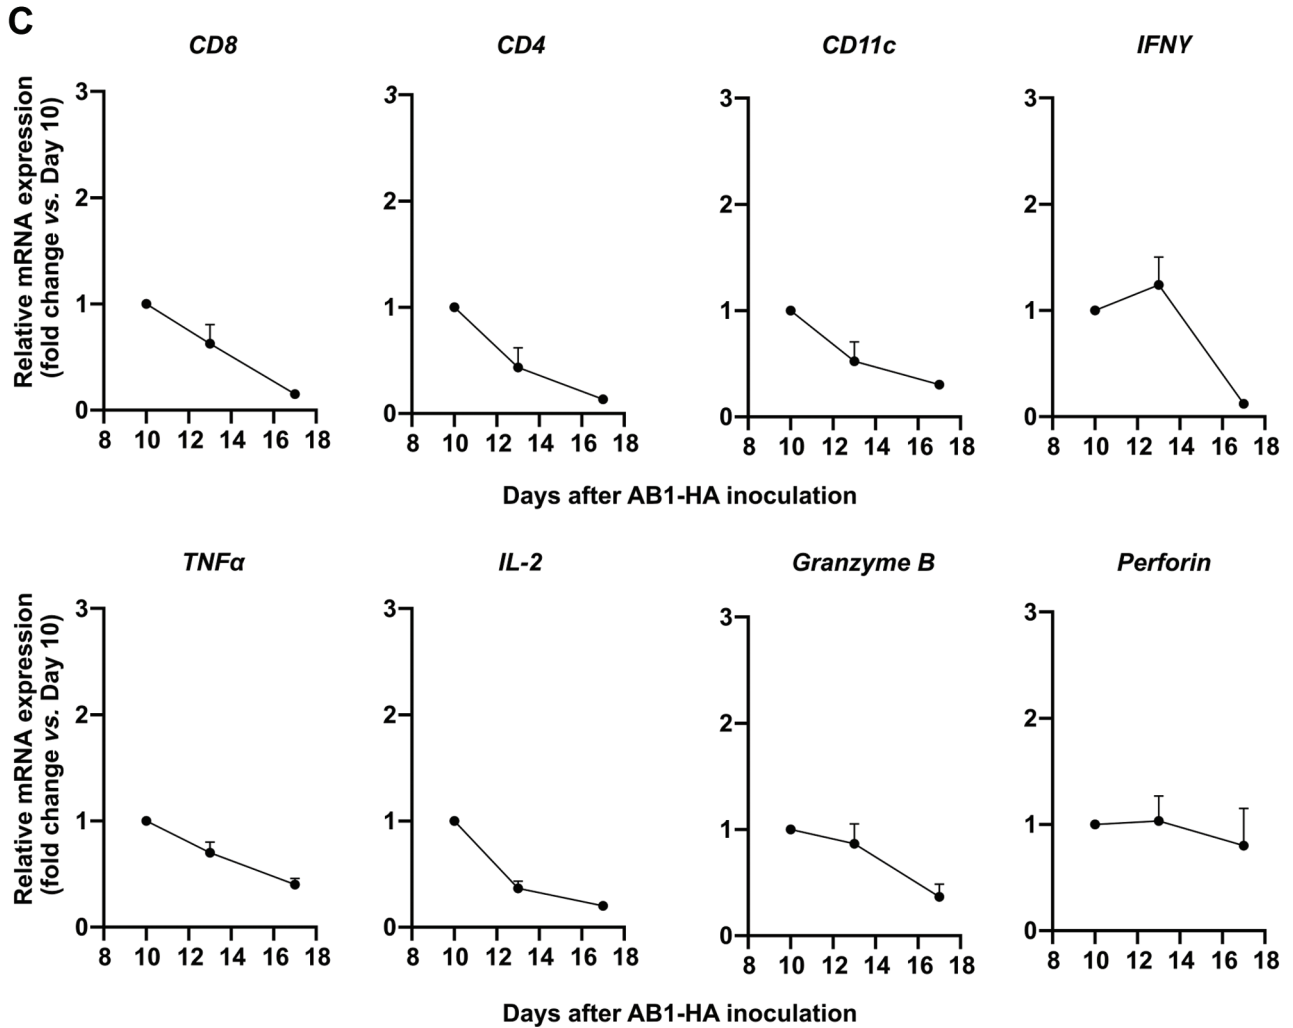 C
CD8 CD4 CD11c IFNγ
Relative mRNA expression
(fold change vs. Day 10)
3 3 3 3
2 2 2 2
1 1 1 1
0 0 0 0
8 10 12 14 16 18 8 10 12 14 16 18 8 10 12 14 16 18 8 10 12 14 16 18
Days after AB1-HA inoculation
TNFα IL-2 Granzyme B Perforin
Relative mRNA expression
(fold change vs. Day 10)
3 3 3 3
2 2 2 2
1 1 1 1
0 0 0 0
8 10 12 14 16 18 8 10 12 14 16 18 8 10 12 14 16 18 8 10 12 14 16 18
Days after AB1-HA inoculation